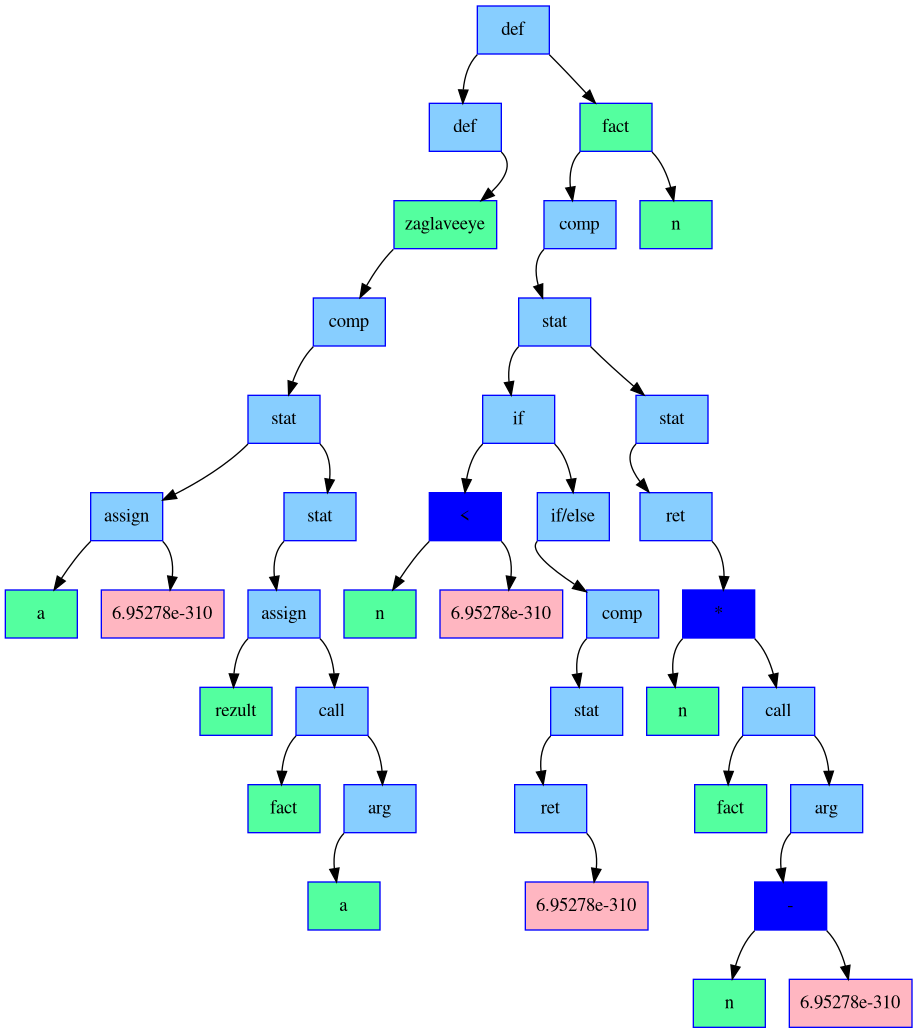 def
def
fact
zaglaveeye
comp
n
comp
stat
stat
if
stat
assign
stat
<
if/else
ret
a
6.95278e-310
assign
n
6.95278e-310
comp
*
rezult
call
stat
n
call
fact
arg
ret
fact
arg
a
6.95278e-310
-
n
6.95278e-310